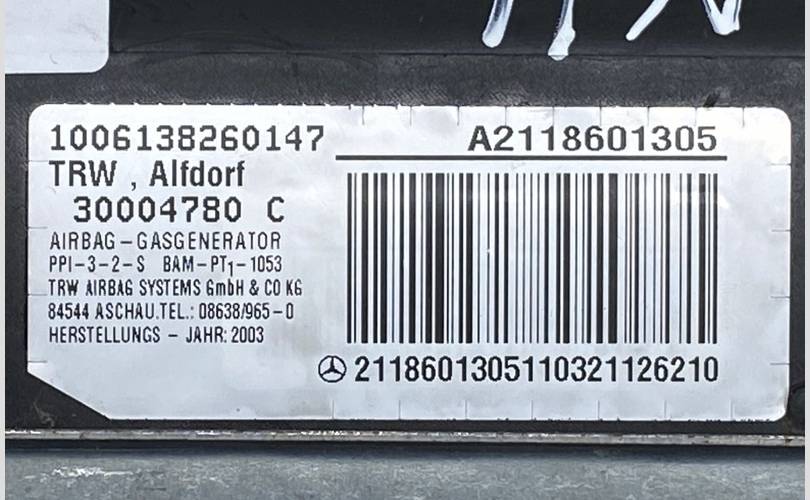 1006138260147
A2118601305
TRW , Alfdorf
30004780 C
AIRBAG-GASGENERATOR
PPI-3-2-S BAM-PT1-1053
TRW AIRBAG SYSTEMS GmbH & CO KG
84544 ASCHAU.TEL.: 08638/965-0
HERSTELLUNGS - JAHR: 2003
2118601305110321126210